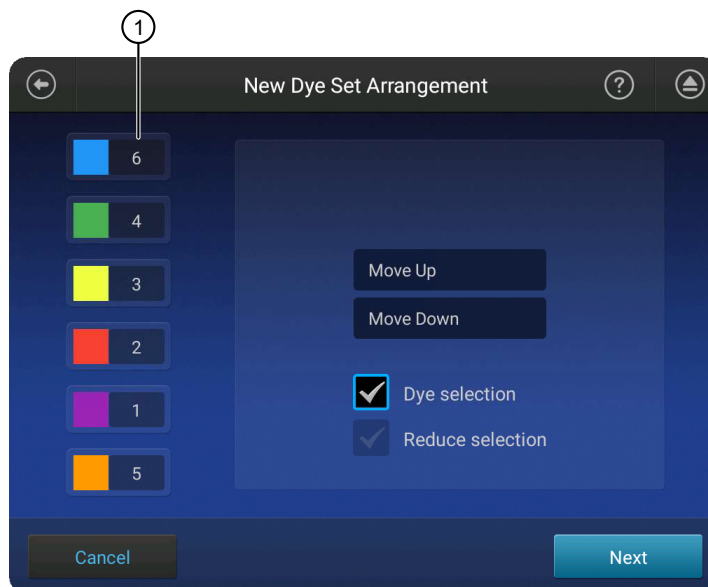 1
New Dye Set Arrangement
?
6
4
3
2
1
5
Move Up
Move Down
Dye selection
Reduce selection
Cancel
Next